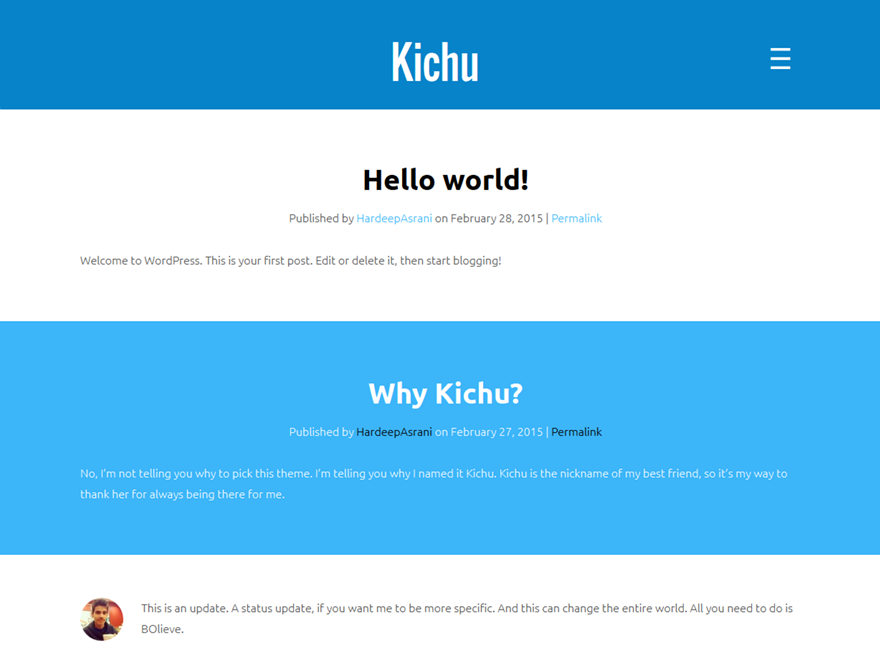 Kichu
Hello world!
Published by HardeepAsrani on February 28, 2015 | Permalink
Welcome to WordPress. This is your first post. Edit or delete it, then start blogging!
Why Kichu?
Published by HardeepAsrani on February 27, 2015 | Permalink
No, I'm not telling you why to pick this theme. I'm telling you why I named it Kichu. Kichu is the nickname of my best friend, so it's my way to
thank her for always being there for me.
This is an update. A status update, if you want me to be more specific. And this can change the entire world. All you need to do is
BOlieve.